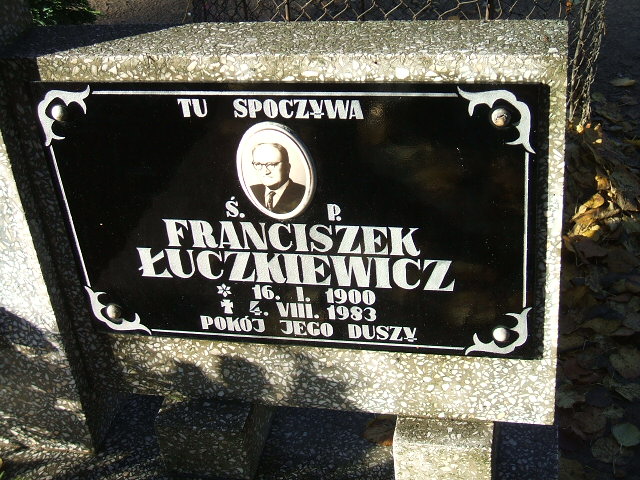 TU SPOCZYWA
Ś. P.
FRANCISZEK
ŁUCZKIEWICZ
* 16. I. 1900
✝ 4. VIII. 1983
POKÓJ JEGO DUSZY